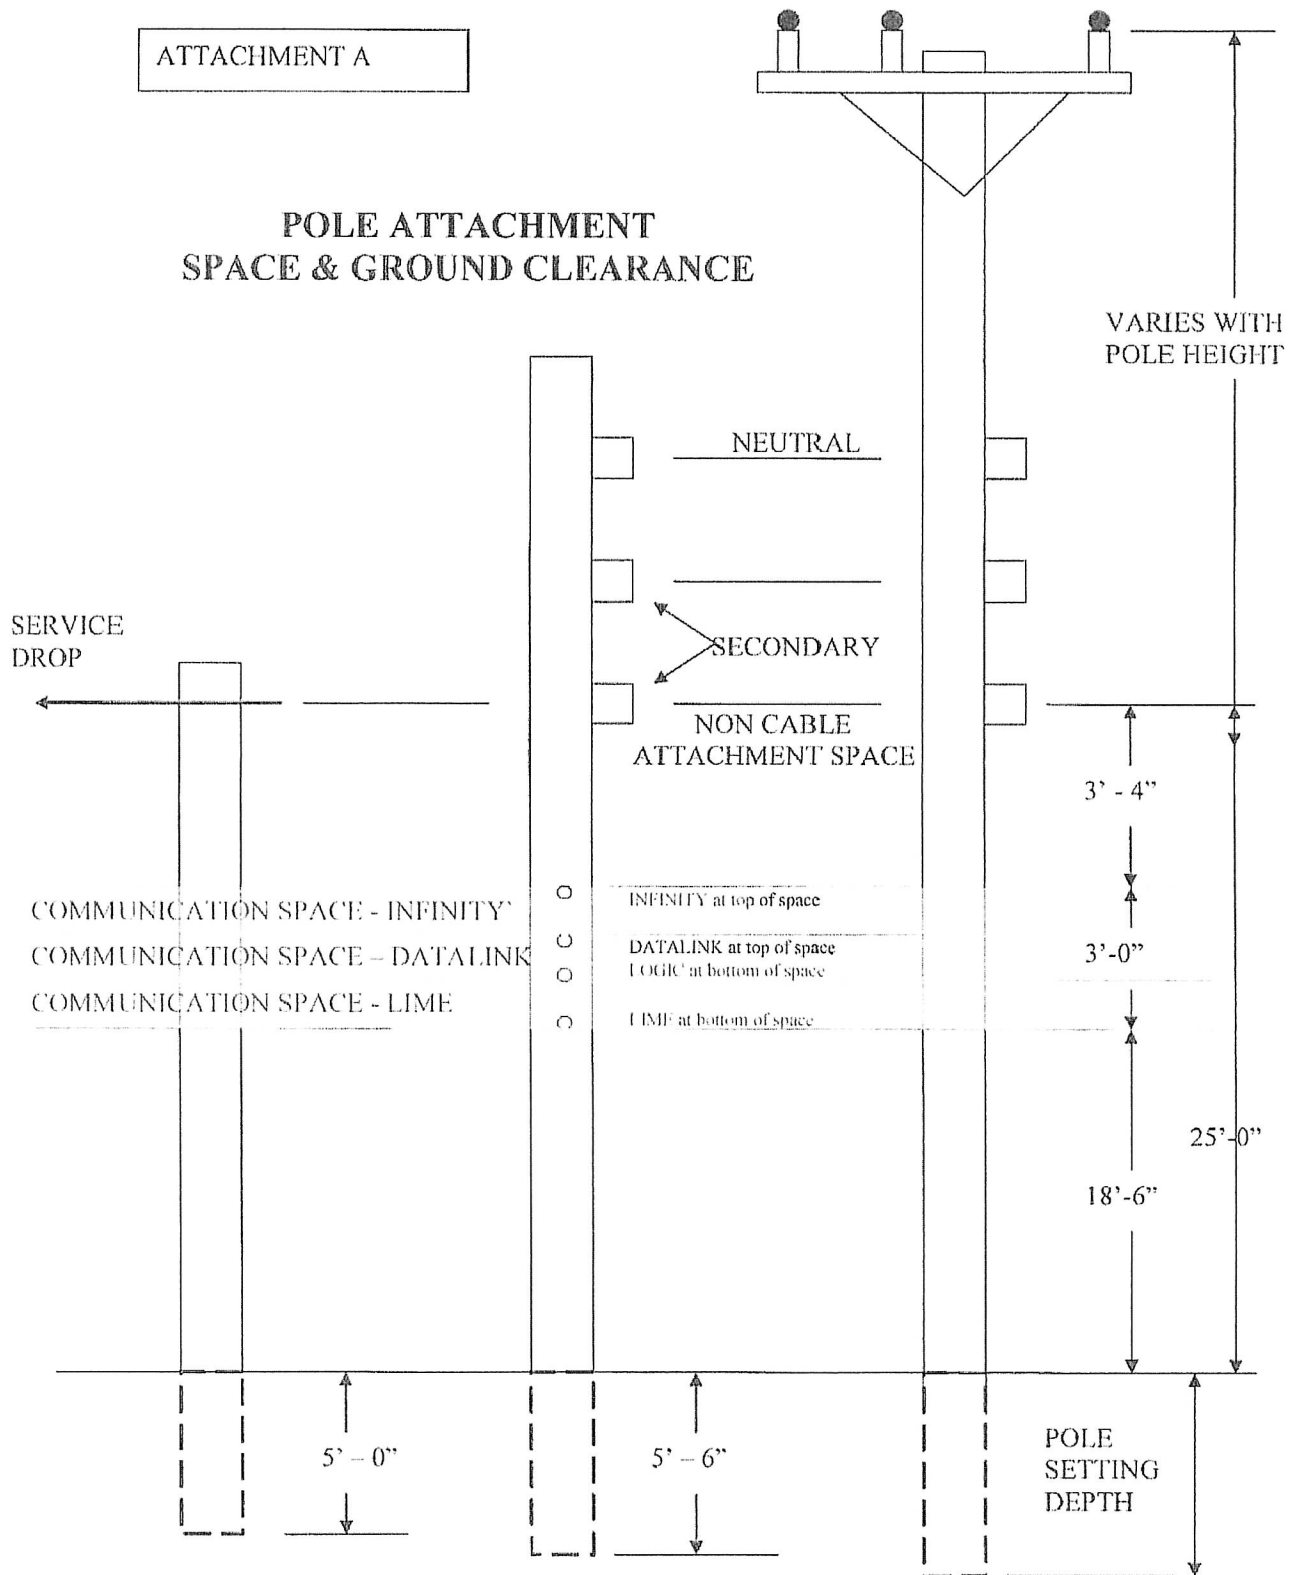 ATTACHMENT A
POLE ATTACHMENT
SPACE & GROUND CLEARANCE
VARIES WITH
POLE HEIGHT
NEUTRAL
SERVICE
DROP
SECONDARY
NON CABLE
ATTACHMENT SPACE
3' - 4"
COMMUNICATION SPACE - INFINITY
INFINITY at top of space
COMMUNICATION SPACE – DATALINK
DATALINK at top of space
3'-0"
LOGIC at bottom of space
COMMUNICATION SPACE - LIME
LIME at bottom of space
25'-0"
18'-6"
5' – 0"
5' – 6"
POLE
SETTING
DEPTH